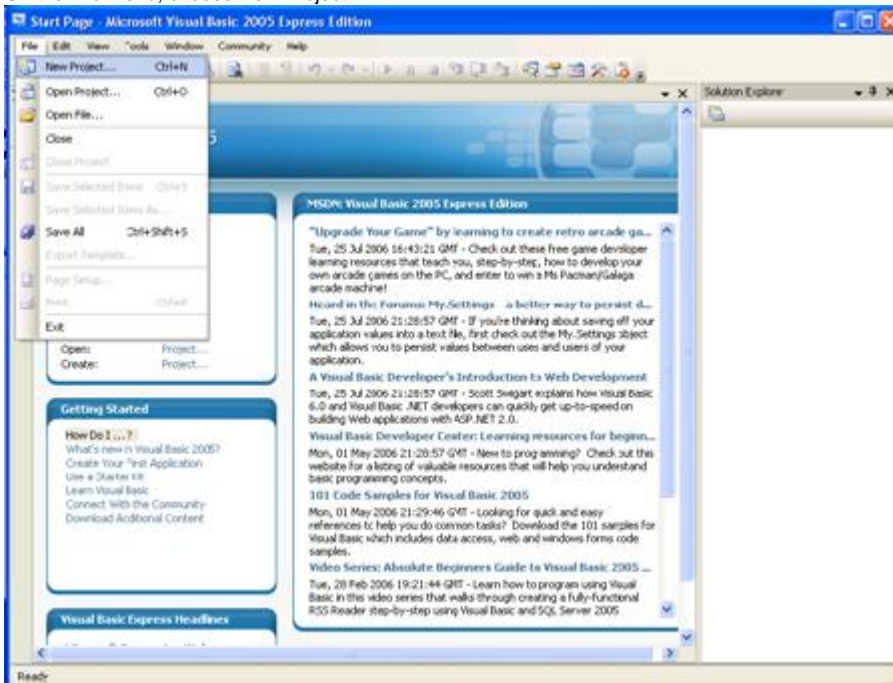 Start Page - Microsoft Visual Basic 2005 Express Edition
File Edit View Tools Window Community Help
New Project... Ctrl+N
Open Project... Ctrl+O
Open File...
Close
Close Project
Save Selected Items Ctrl+S
Save Selected Items As...
Save All Ctrl+Shift+S
Export Template...
Page Setup...
Print... Ctrl+P
Exit
Solution Explorer
5
Open: Project...
Create: Project...
Getting Started
How Do I ...?
What's new in Visual Basic 2005?
Create Your First Application
Use a Starter Kit
Learn Visual Basic
Connect With the Community
Download Additional Content
Visual Basic Express Headlines
MSDN: Visual Basic 2005 Express Edition
"Upgrade Your Game" by learning to create retro arcade ga...
Tue, 25 Jul 2006 16:43:21 GMT - Check out these free game developer
learning resources that teach you, step-by-step, how to develop your
own arcade games on the PC, and enter to win a Ms Pacman/Galaga
arcade machine!
Heard in the Forums: My.Settings - a better way to persist d...
Tue, 25 Jul 2006 21:28:57 GMT - If you're thinking about saving off your
application values into a text file, first check out the My.Settings object
which allows you to persist values between uses and users of your
application.
A Visual Basic Developer's Introduction to Web Development
Tue, 25 Jul 2006 21:28:57 GMT - Scott Swigart explains how Visual Basic
6.0 and Visual Basic .NET developers can quickly get up-to-speed on
building Web applications with ASP.NET 2.0.
Visual Basic Developer Center: Learning resources for beginn...
Mon, 01 May 2006 21:28:57 GMT - New to programming? Check out this
website for a listing of valuable resources that will help you understand
basic programming concepts.
101 Code Samples for Visual Basic 2005
Mon, 01 May 2006 21:29:46 GMT - Looking for quick and easy
references to help you do common tasks? Download the 101 samples for
Visual Basic which includes data access, web and windows forms code
samples.
Video Series: Absolute Beginners Guide to Visual Basic 2005 ...
Tue, 28 Feb 2006 19:21:44 GMT - Learn how to program using Visual
Basic in this video series that walks through creating a fully-functional
RSS Reader step-by-step using Visual Basic and SQL Server 2005
Ready